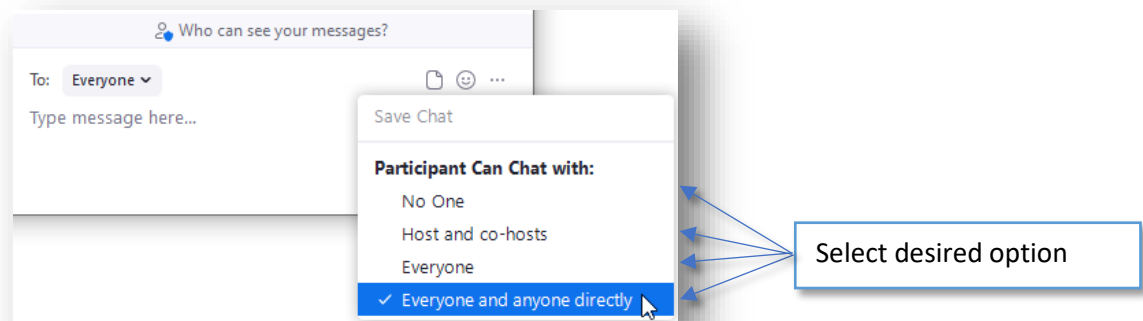 Who can see your messages?
To: Everyone
Type message here...
Save Chat
Participant Can Chat with:
No One
Host and co-hosts
Everyone
Everyone and anyone directly
Select desired option